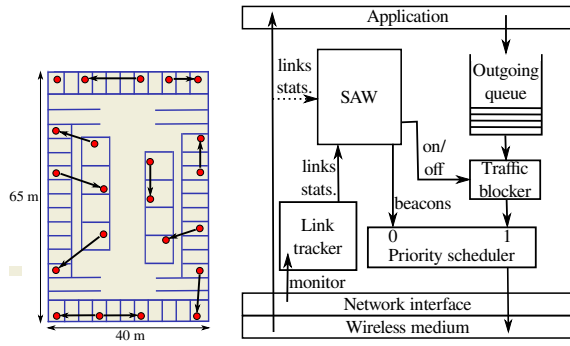 65 m
40 m
Application
links
stats.
SAW
Outgoing
queue
on/
off
links
stats.
Traffic
blocker
beacons
Link
tracker
0
1
Priority scheduler
monitor
Network interface
Wireless medium